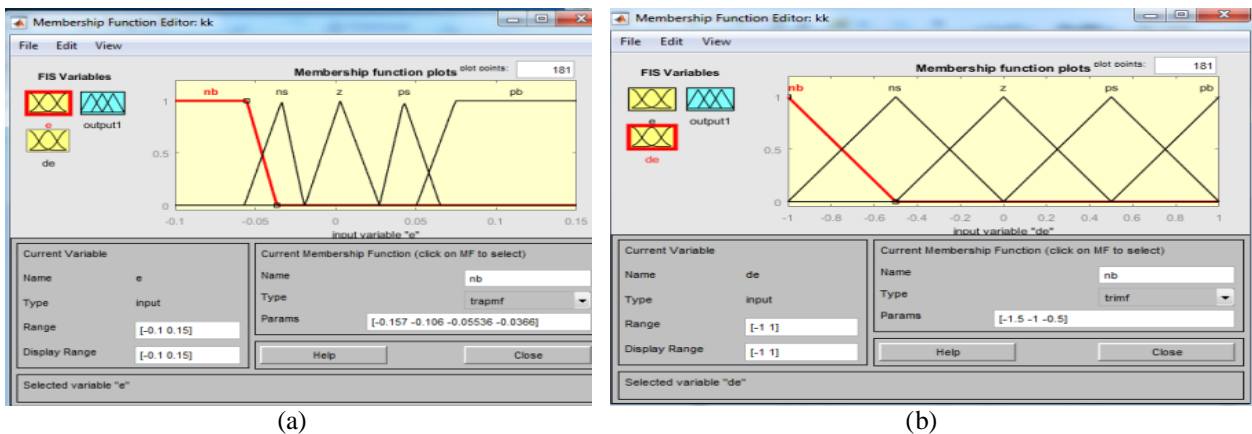 Membership Function Editor: kk
File Edit View
FIS Variables
e
output1
de
Membership function plots
plot points:
181
nb ns z ps pb
1
0.5
0
-0.1 -0.05 0 0.05 0.1 0.15
input variable "e"
Current Variable
Name e
Type input
Range [-0.1 0.15]
Display Range [-0.1 0.15]
Current Membership Function (click on MF to select)
Name nb
Type trapmf
Params [-0.157 -0.106 -0.05536 -0.0366]
Help Close
Selected variable "e"
(a)
Membership Function Editor: kk
File Edit View
FIS Variables
e
output1
de
Membership function plots
plot points:
181
nb ns z ps pb
1
0.5
0
-1 -0.8 -0.6 -0.4 -0.2 0 0.2 0.4 0.6 0.8 1
input variable "de"
Current Variable
Name de
Type input
Range [-1 1]
Display Range [-1 1]
Current Membership Function (click on MF to select)
Name nb
Type trimf
Params [-1.5 -1 -0.5]
Help Close
Selected variable "de"
(b)